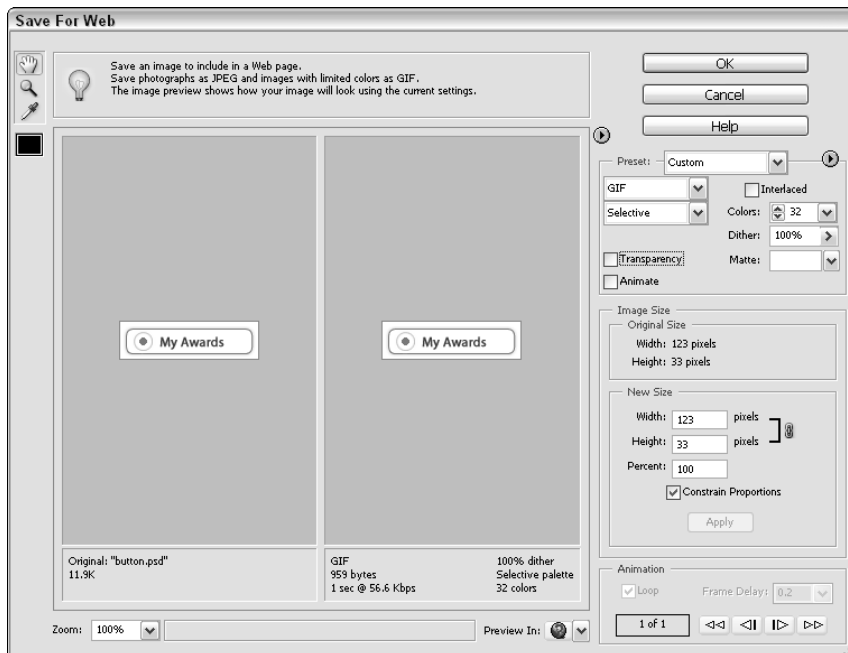 Save For Web
Save an image to include in a Web page.
Save photographs as JPEG and images with limited colors as GIF.
The image preview shows how your image will look using the current settings.
OK
Cancel
Help
Preset: Custom
GIF
Interlaced
Selective
Colors: 32
Dither: 100%
Transparency
Matte:
Animate
Image Size
Original Size
Width: 123 pixels
Height: 33 pixels
New Size
Width: 123 pixels
Height: 33 pixels
Percent: 100
Constrain Proportions
Apply
My Awards
My Awards
Original: "button.psd"
11.9K
GIF
959 bytes
1 sec @ 56.6 Kbps
100% dither
Selective palette
32 colors
Animation
Loop
Frame Delay: 0.2
1 of 1
Zoom: 100%
Preview In: